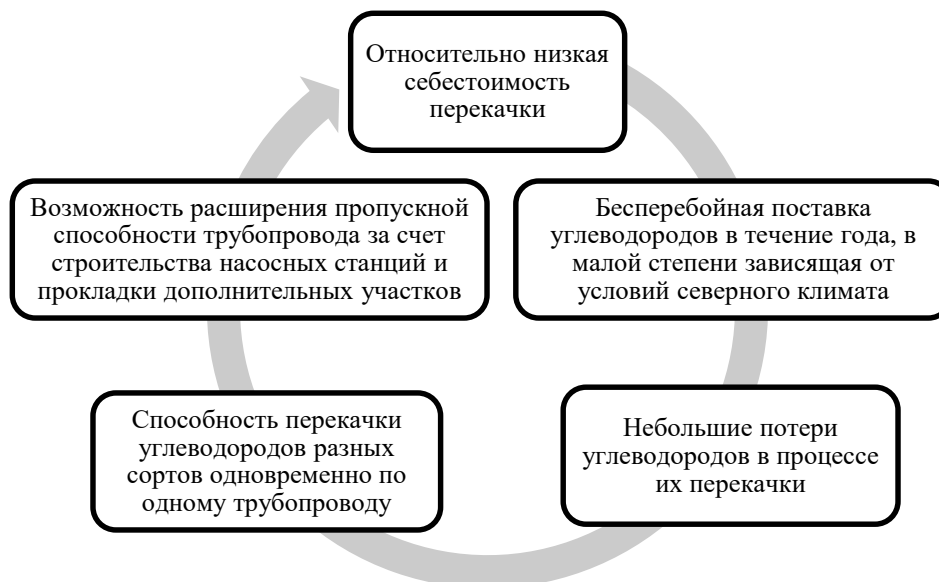 Относительно низкая
себестоимость
перекачки
Бесперебойная поставка
углеводородов в течение года, в
малой степени зависящая от
условий северного климата
Небольшие потери
углеводородов в процессе
их перекачки
Способность перекачки
углеводородов разных
сортов одновременно по
одному трубопроводу
Возможность расширения пропускной
способности трубопровода за счет
строительства насосных станций и
прокладки дополнительных участков